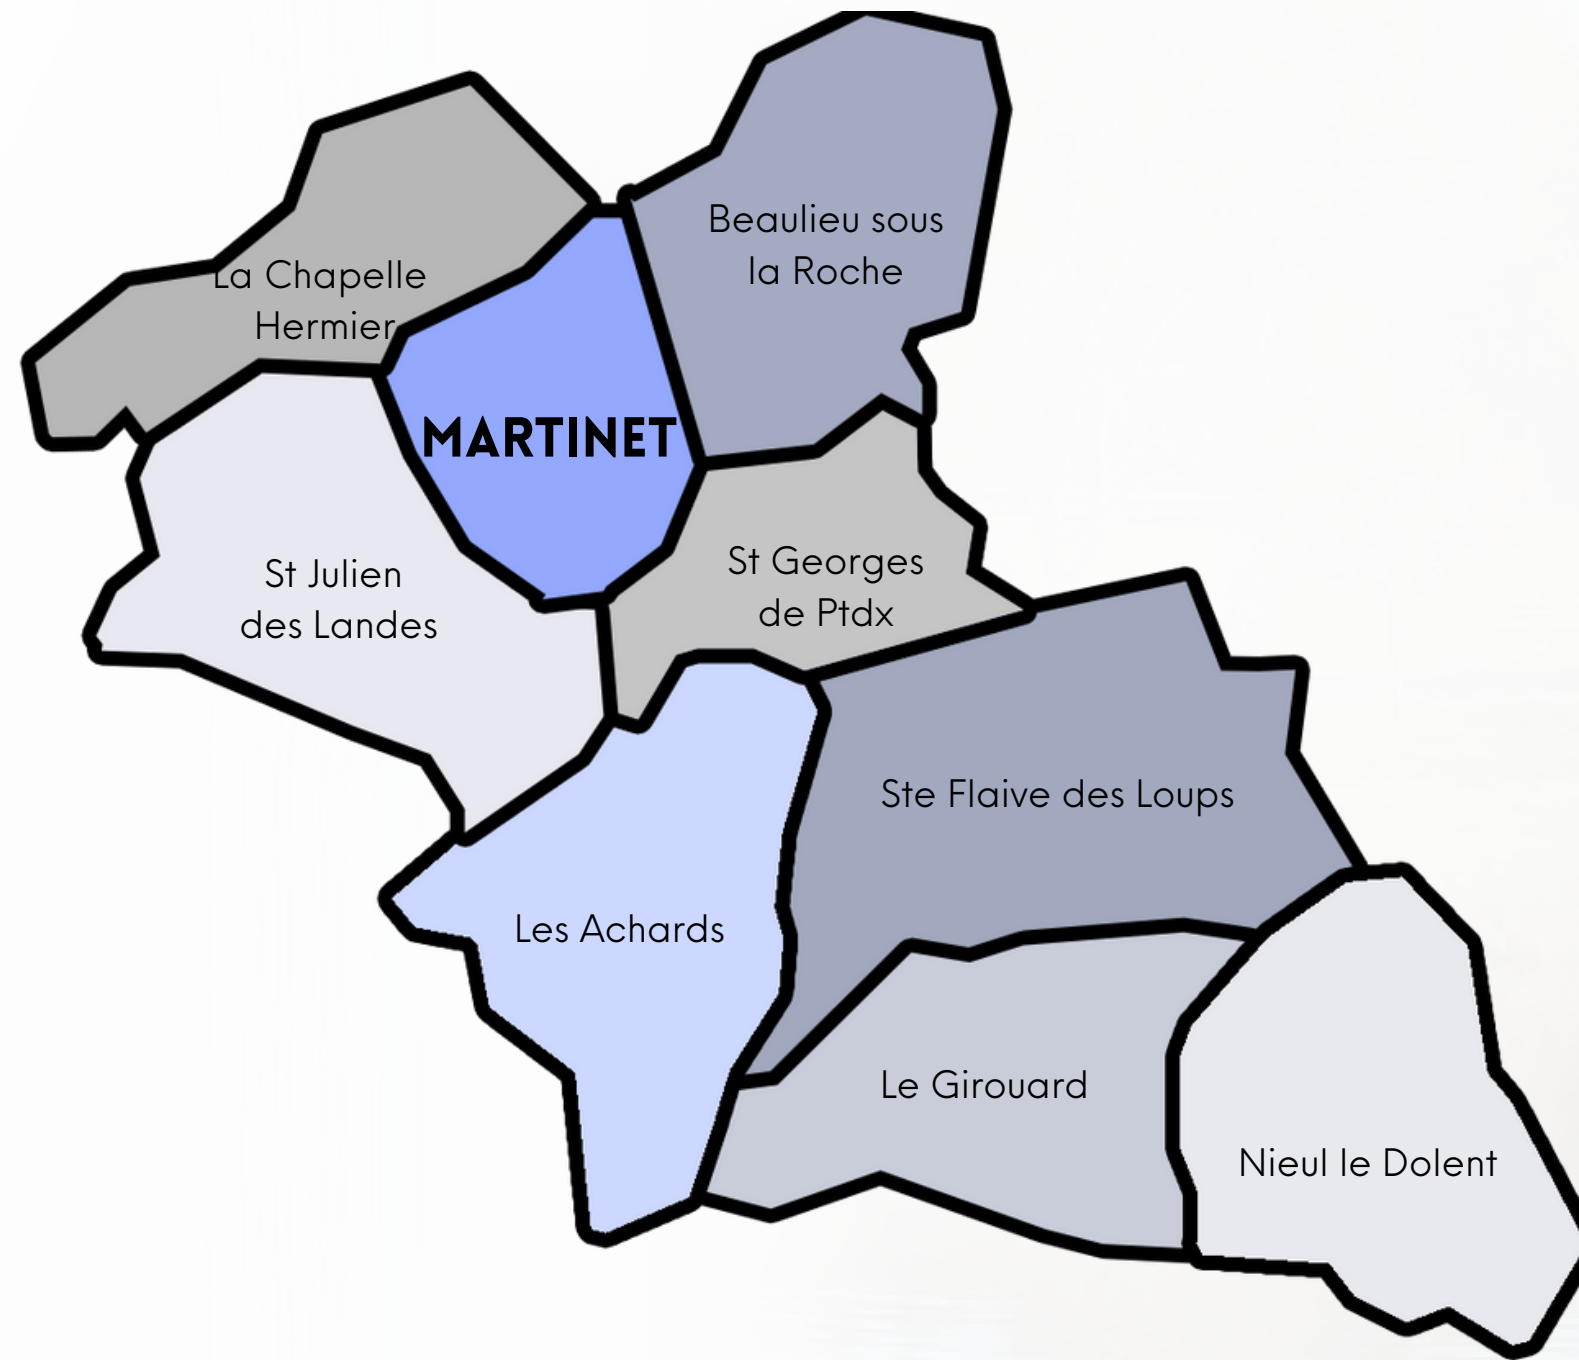 Beaulieu sous
la Roche
La Chapelle
Hermier
MARTINET
St Georges
de Ptdx
St Julien
des Landes
Ste Flaive des Loups
Les Achards
Le Girouard
Nieul le Dolent